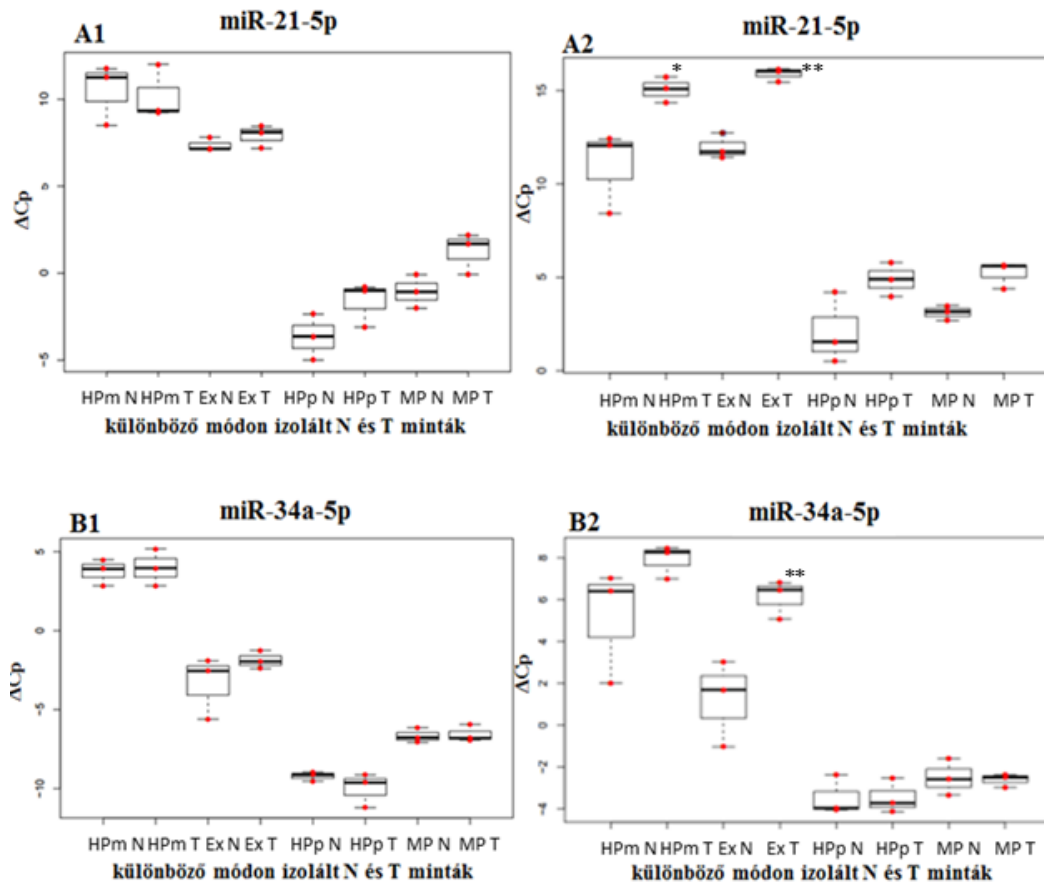 miR-21-5p
A1
ΔCp
10
5
0
−5
HPm N HPm T Ex N Ex T HPp N HPp T MP N MP T
különböző módon izolált N és T minták
miR-21-5p
A2
ΔCp
15
10
5
0
*
**
HPm N HPm T Ex N Ex T HPp N HPp T MP N MP T
különböző módon izolált N és T minták
miR-34a-5p
B1
ΔCp
5
0
−5
−10
HPm N HPm T Ex N Ex T HPp N HPp T MP N MP T
különböző módon izolált N és T minták
miR-34a-5p
B2
ΔCp
8
6
4
2
0
−2
−4
**
HPm N HPm T Ex N Ex T HPp N HPp T MP N MP T
különböző módon izolált N és T minták